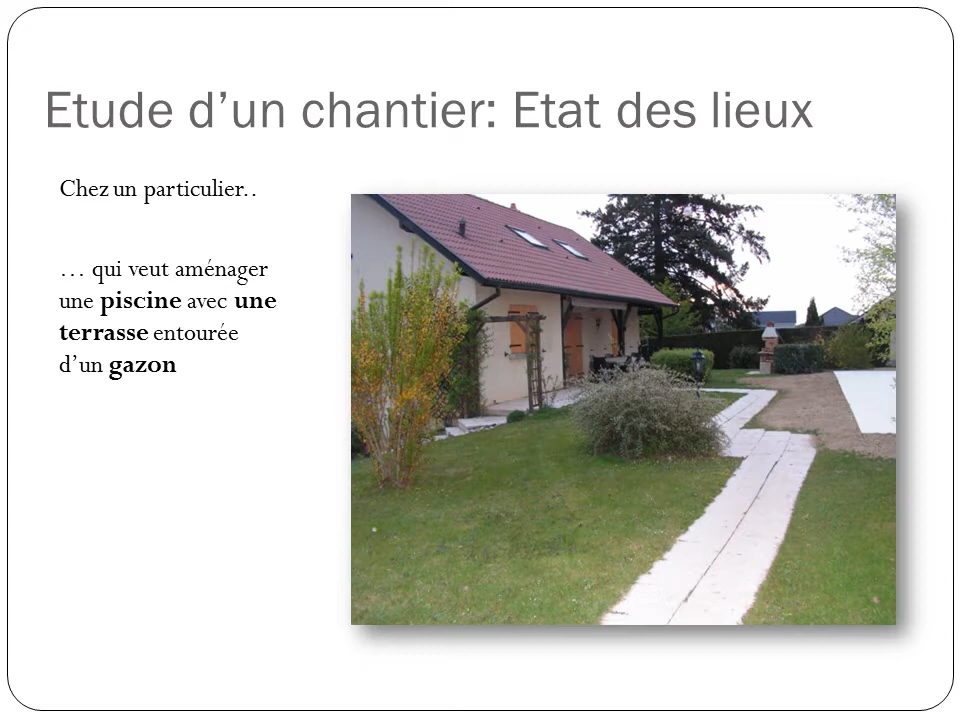 Etude d’un chantier: Etat des lieux
Chez un particulier..
… qui veut aménager
une piscine avec une
terrasse entourée
d’un gazon